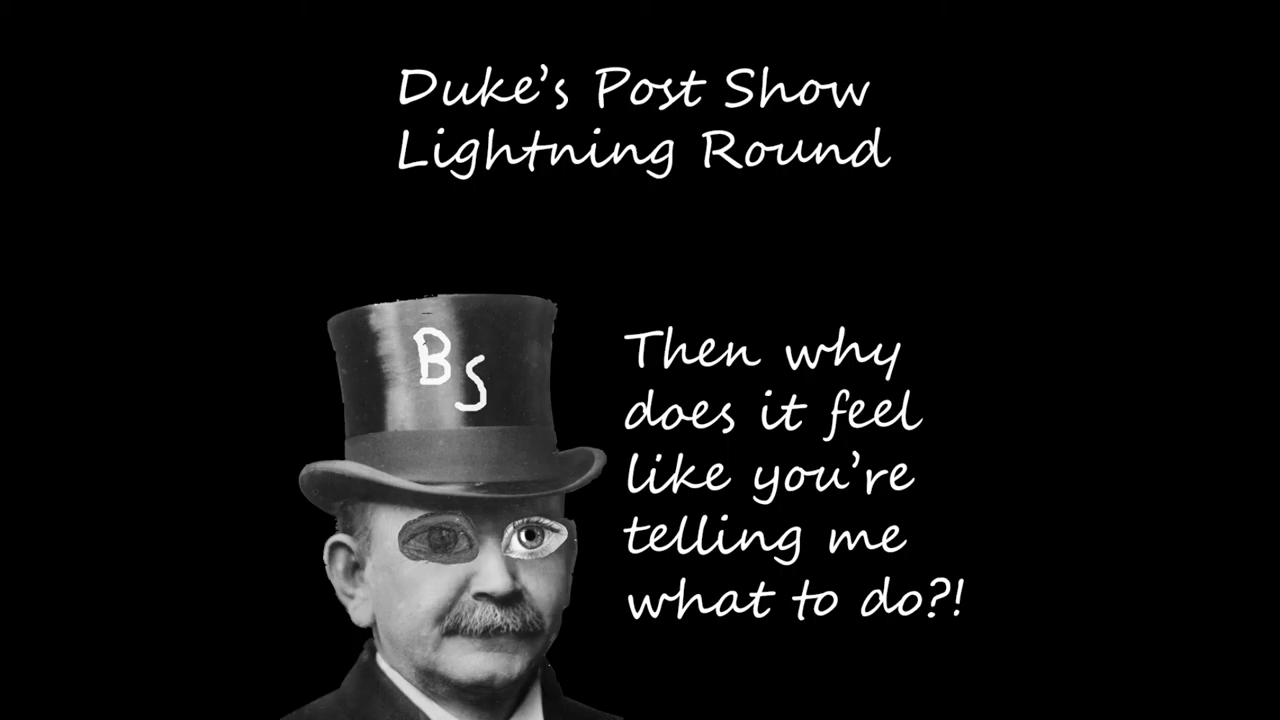 Duke's Post Show
Lightning Round
BS
Then why
does it feel
like you're
telling me
what to do?!